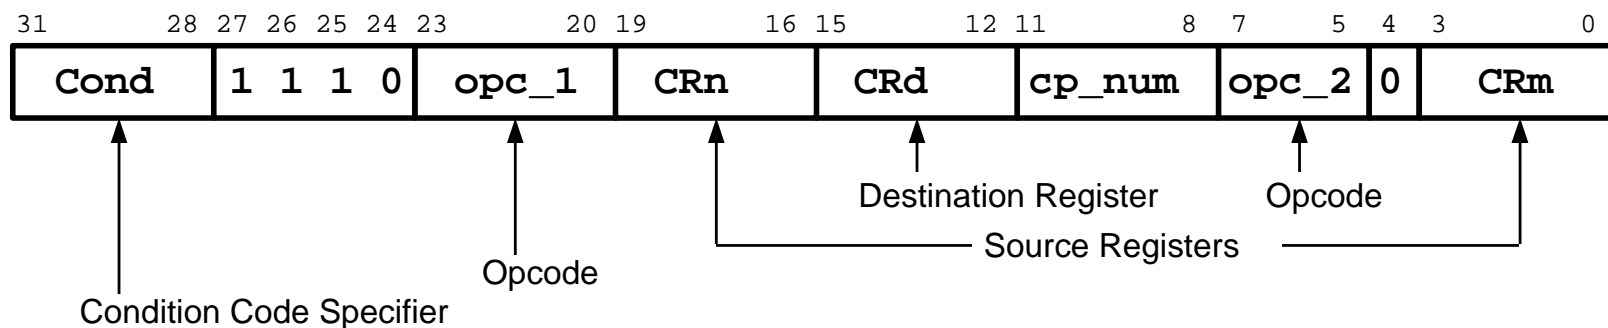 31 28 27 26 25 24 23 20 19 16 15 12 11 8 7 5 4 3 0
Cond 1 1 1 0 opc_1 CRn CRd cp_num opc_2 0 CRm
Destination Register Opcode
Source Registers
Opcode
Condition Code Specifier